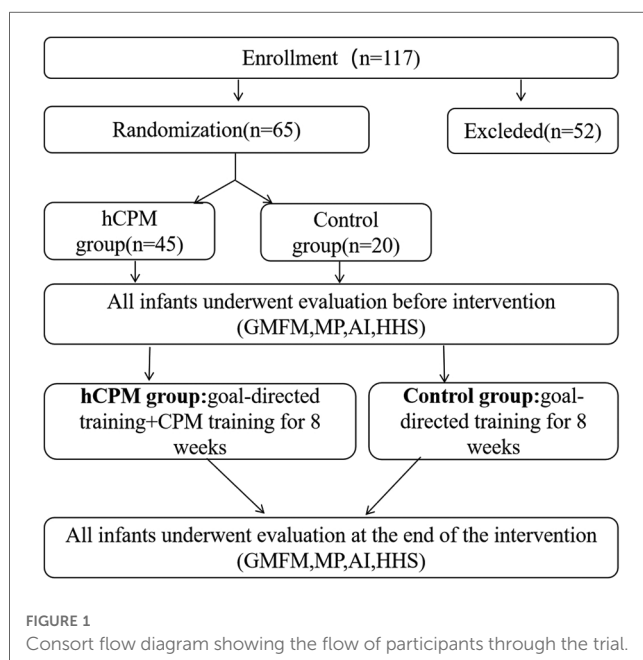 Enrollment（n=117)
Randomization(n=65)
Excleded(n=52)
hCPM
group(n=45)
Control
group(n=20)
All infants underwent evaluation before intervention
(GMFM,MP,AI,HHS)
hCPM group:goal-directed
training+CPM training for 8
weeks
Control group:goal-
directed training for 8
weeks
All infants underwent evaluation at the end of the intervention
(GMFM,MP,AI,HHS)
FIGURE 1
Consort flow diagram showing the flow of participants through the trial.